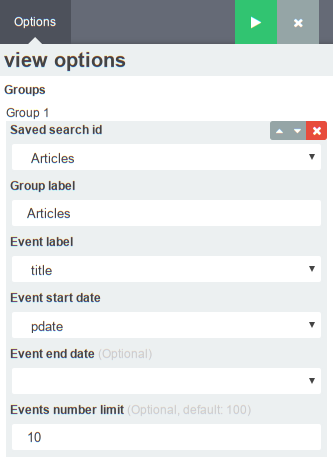 Options
view options
Groups
Group 1
Saved search id
Articles
Group label
Articles
Event label
title
Event start date
pdate
Event end date (Optional)
Events number limit (Optional, default: 100)
10